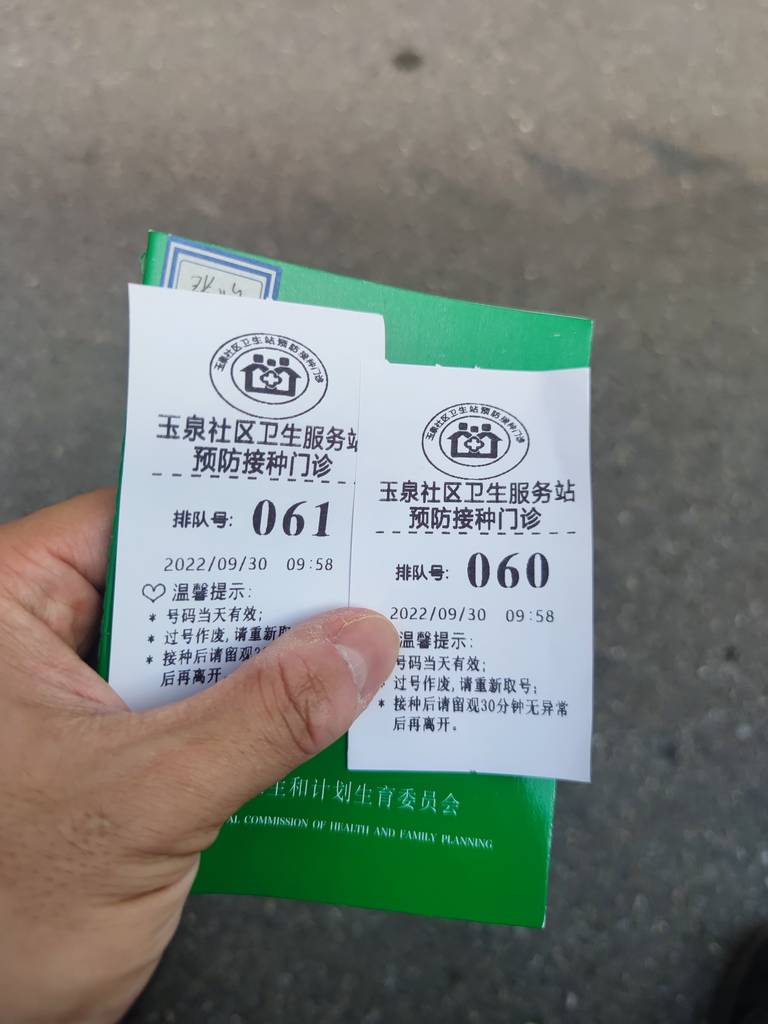 玉泉社区卫生站预防接种门诊
玉泉社区卫生服务站
预防接种门诊
排队号: 061
2022/09/30 09:58
温馨提示:
* 号码当天有效;
* 过号作废,请重新取
* 接种后请留观
后再离开
玉泉社区卫生站预防接种门诊
玉泉社区卫生服务站
预防接种门诊
排队号: 060
2022/09/30 09:58
温馨提示:
号码当天有效;
过号作废,请重新取号;
* 接种后请留观30分钟无异常
后再离开。
生和计划生育委员会
AL COMMISSION OF HEALTH AND FAMILY PLANNING